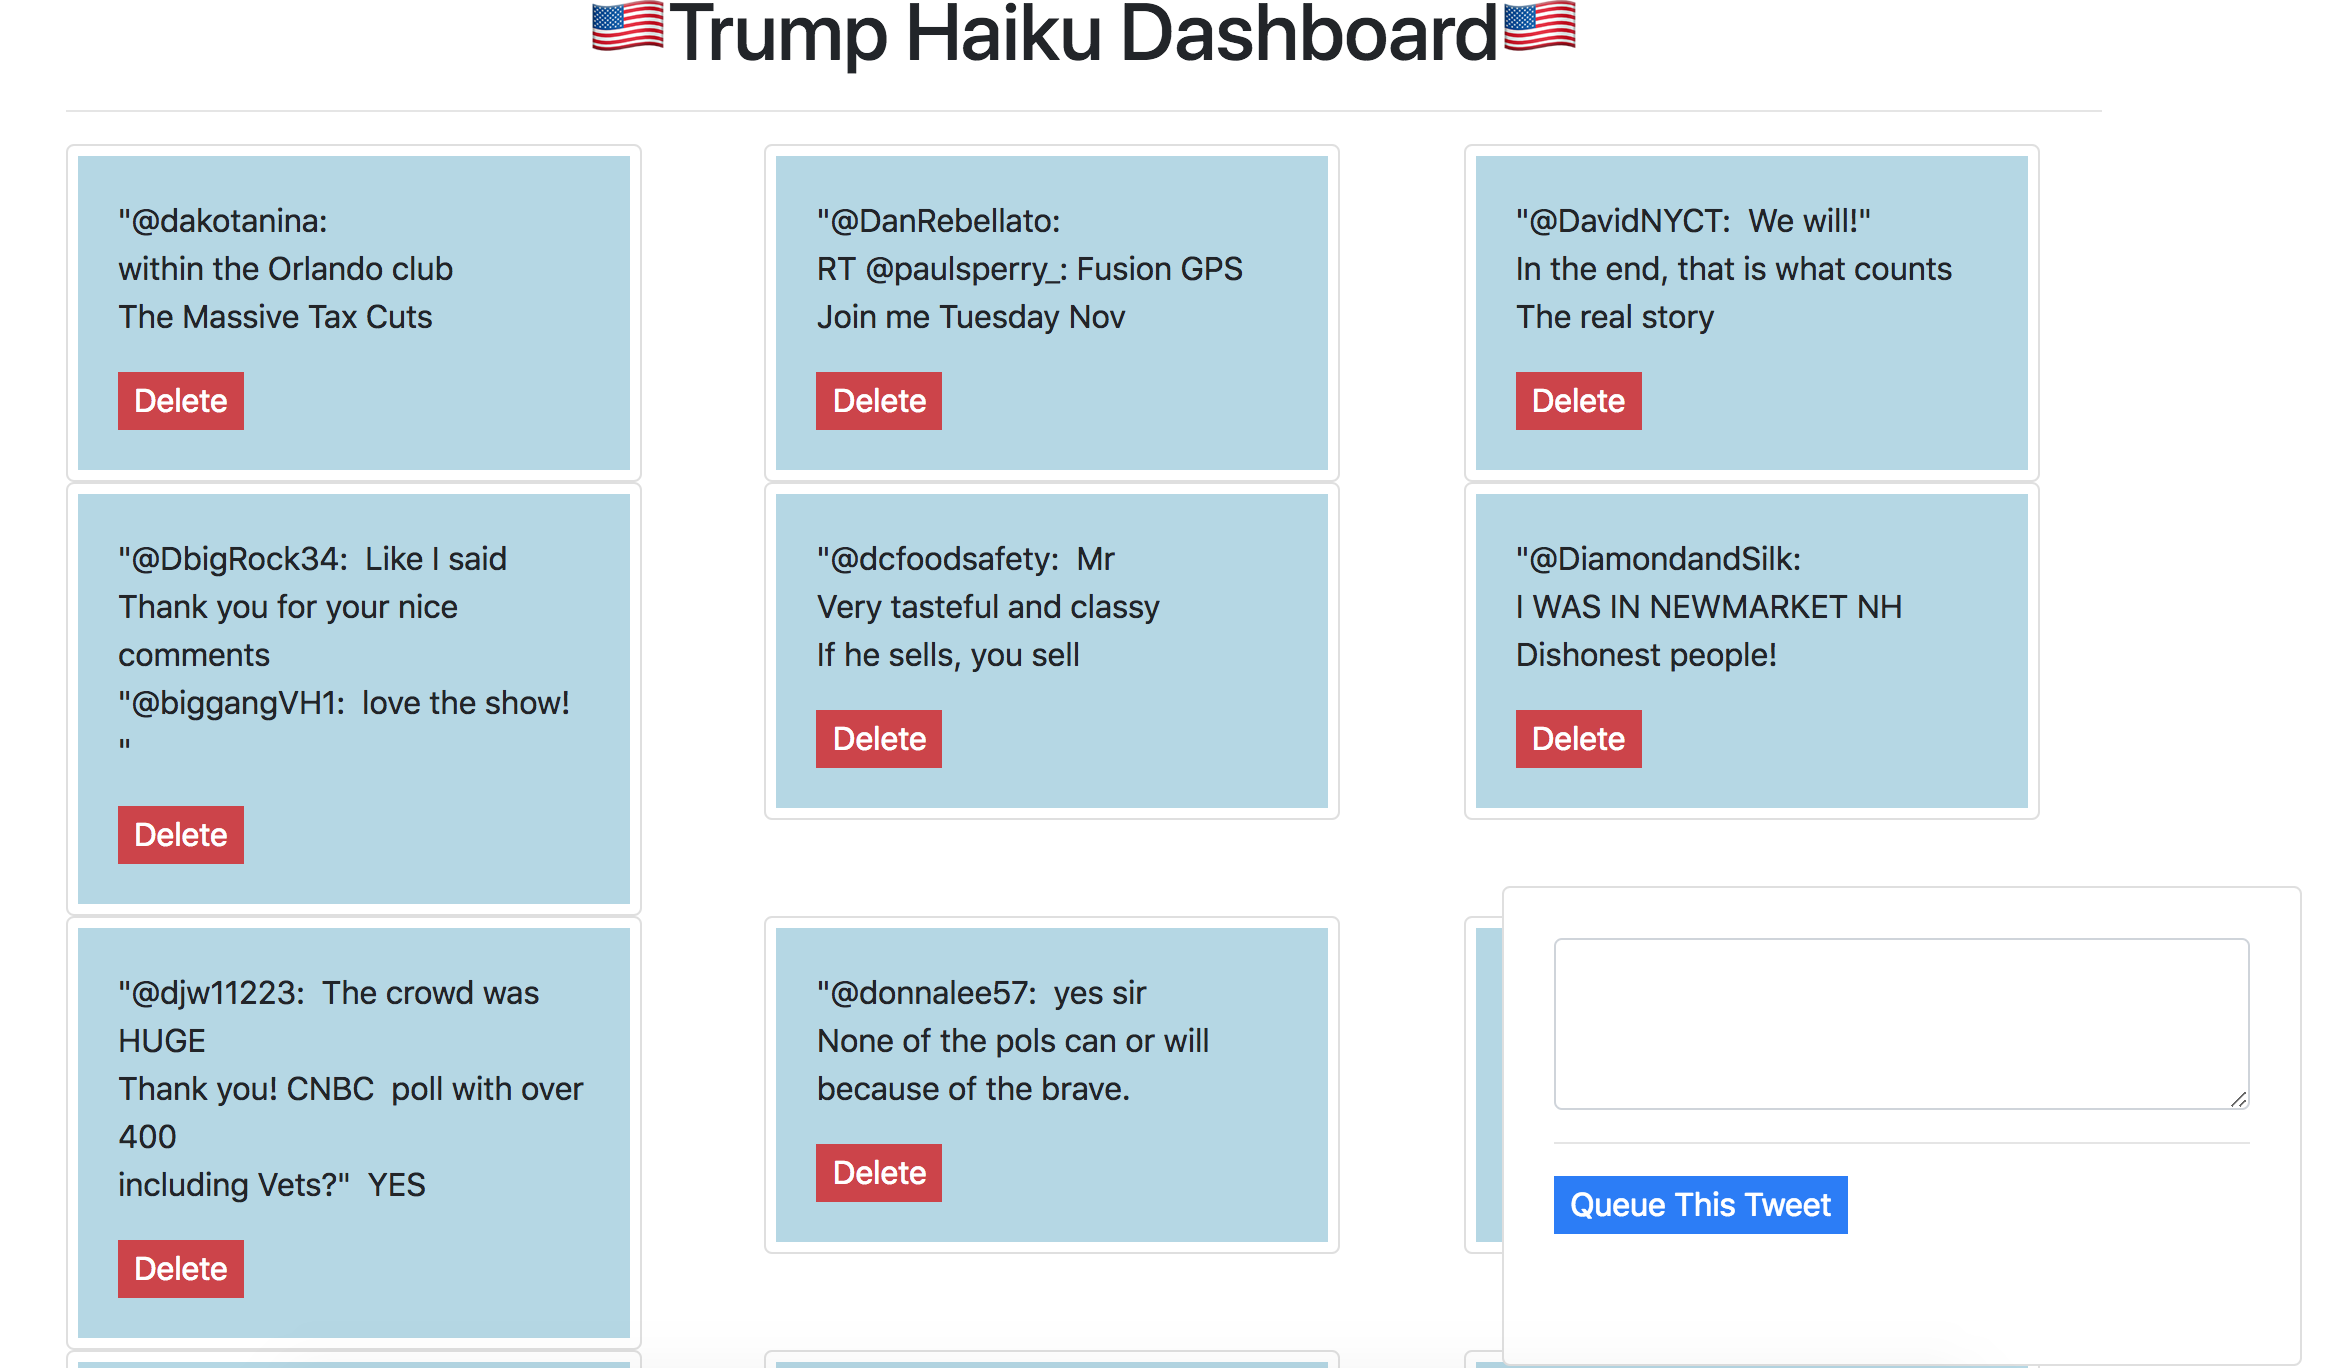 🇺🇸Trump Haiku Dashboard🇺🇸
"@dakotanina:
within the Orlando club
The Massive Tax Cuts
Delete
"@DanRebellato:
RT @paulsperry_: Fusion GPS
Join me Tuesday Nov
Delete
"@DavidNYCT:  We will!"
In the end, that is what counts
The real story
Delete
"@DbigRock34:  Like I said
Thank you for your nice
comments
"@biggangVH1:  love the show!
"
Delete
"@dcfoodsafety:  Mr
Very tasteful and classy
If he sells, you sell
Delete
"@DiamondandSilk:
I WAS IN NEWMARKET NH
Dishonest people!
Delete
"@djw11223:  The crowd was
HUGE
Thank you! CNBC  poll with over
400
including Vets?"  YES
Delete
"@donnalee57:  yes sir
None of the pols can or will
because of the brave.
Delete
Queue This Tweet